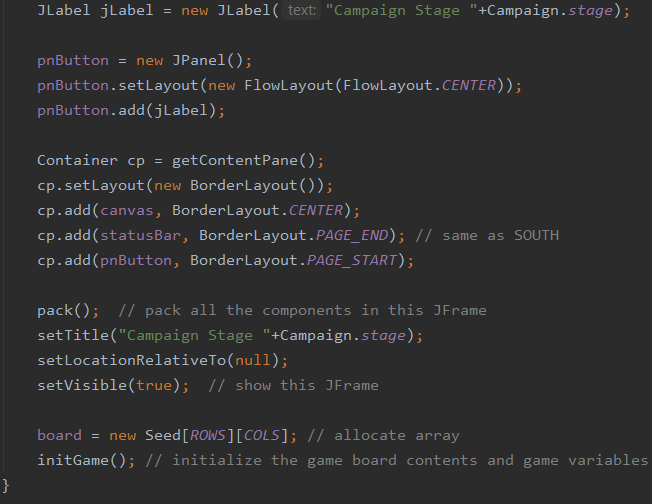 JLabel jLabel = new JLabel( text: "Campaign Stage "+Campaign.stage);
pnButton = new JPanel();
pnButton.setLayout(new FlowLayout(FlowLayout.CENTER));
pnButton.add(jLabel);
Container cp = getContentPane();
cp.setLayout(new BorderLayout());
cp.add(canvas, BorderLayout.CENTER);
cp.add(statusBar, BorderLayout.PAGE_END); // same as SOUTH
cp.add(pnButton, BorderLayout.PAGE_START);
pack();  // pack all the components in this JFrame
setTitle("Campaign Stage "+Campaign.stage);
setLocationRelativeTo(null);
setVisible(true);  // show this JFrame
board = new Seed[ROWS][COLS]; // allocate array
initGame(); // initialize the game board contents and game variables
}